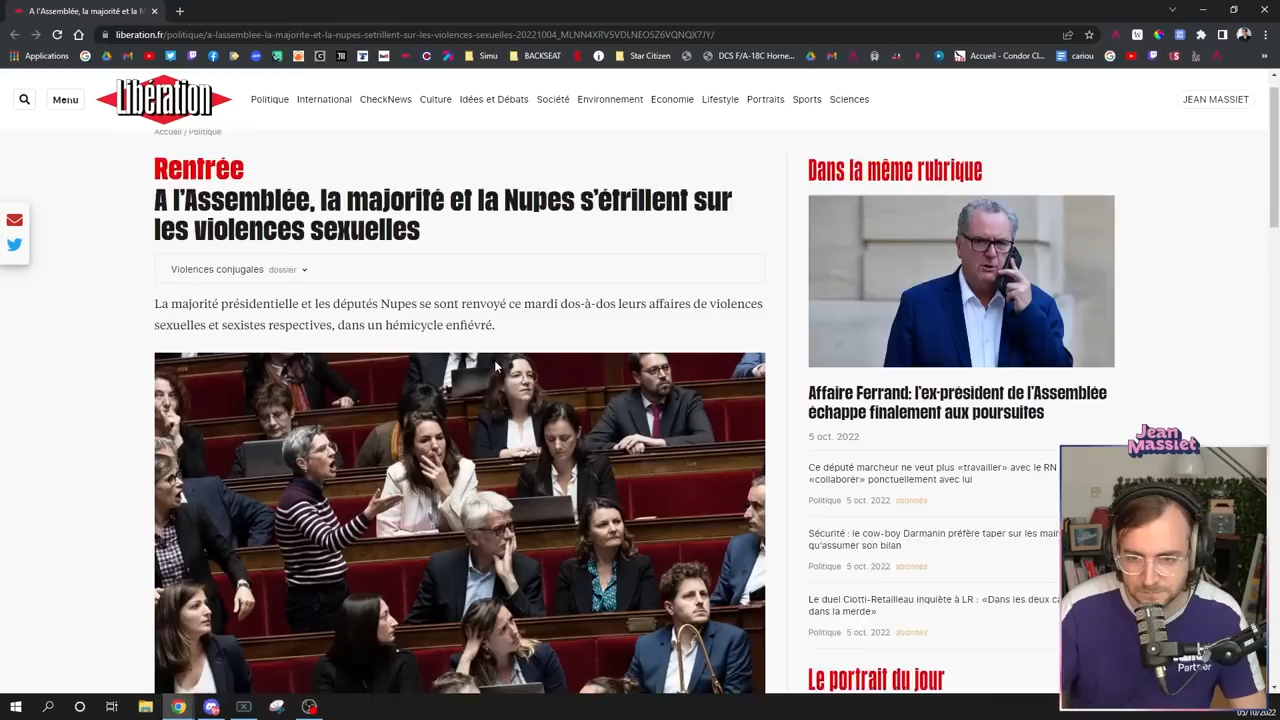 A l'Assemblée, la majorité et la N
liberation.fr/politique/a-lassemblee-la-majorite-et-la-nupes-setrillent-sur-les-violences-sexuelles-20221004_MLNN4XRV5VDLNEO5Z6VQNQX7JY/
Applications
Simu
BACKSEAT
Star Citizen
DCS F/A-18C Horne...
Accueil - Condor Cl...
cariou
Menu
Libération
Politique International CheckNews Culture Idées et Débats Société Environnement Economie Lifestyle Portraits Sports Sciences
JEAN MASSIET
Accueil / Politique
Rentrée
A l'Assemblée, la majorité et la Nupes s'étrillent sur
les violences sexuelles
Violences conjugales dossier
La majorité présidentielle et les députés Nupes se sont renvoyé ce mardi dos-à-dos leurs affaires de violences
sexuelles et sexistes respectives, dans un hémicycle enfiévré.
Dans la même rubrique
Affaire Ferrand: l'ex-président de l'Assemblée
échappe finalement aux poursuites
5 oct. 2022
Ce député marcheur ne veut plus «travailler» avec le RN
«collaborer» ponctuellement avec lui
Politique 5 oct. 2022 abonnés
Sécurité : le cow-boy Darmanin préfère taper sur les mair
qu'assumer son bilan
Politique 5 oct. 2022 abonnés
Le duel Ciotti-Retailleau inquiète à LR : «Dans les deux ca
dans la merde»
Politique 5 oct. 2022 abonnés
Le portrait du jour
Jean
Massiet
05/10/2022